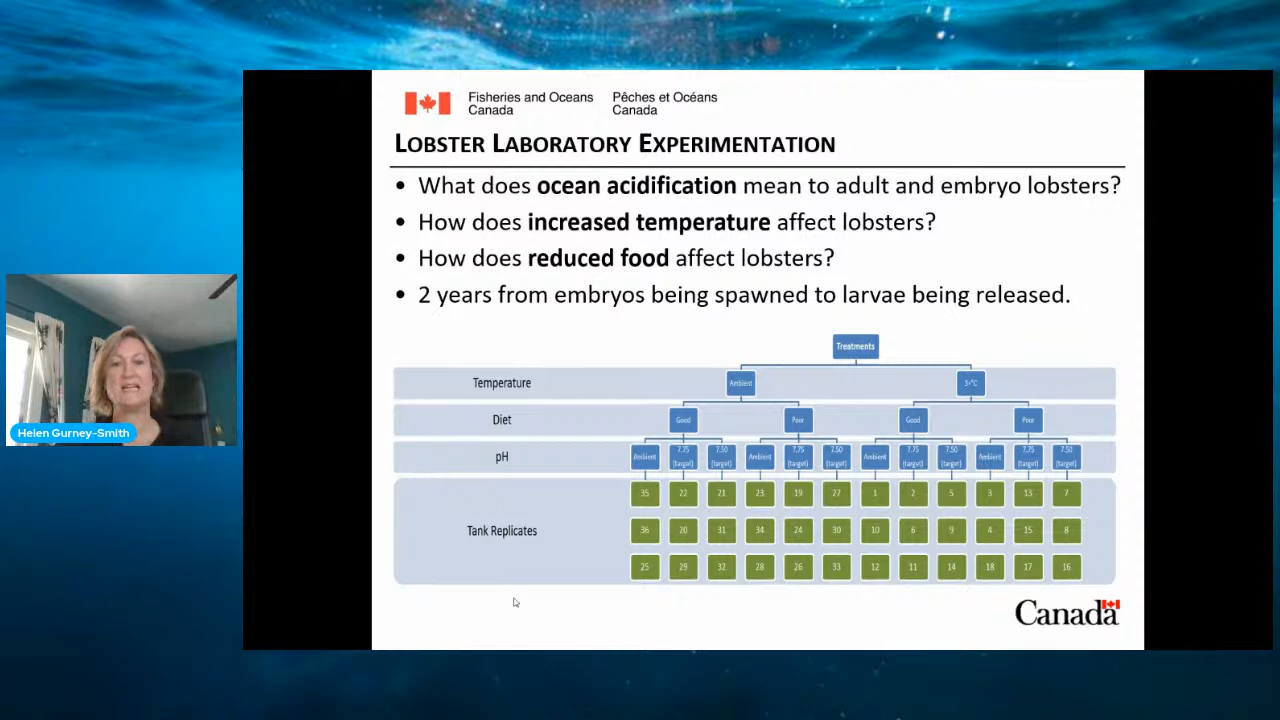 Fisheries and Oceans Canada
Pêches et Océans Canada
LOBSTER LABORATORY EXPERIMENTATION
• What does ocean acidification mean to adult and embryo lobsters?
• How does increased temperature affect lobsters?
• How does reduced food affect lobsters?
• 2 years from embryos being spawned to larvae being released.
Treatments
Temperature Ambient 3+°C
Diet Good Poor Good Poor
pH Ambient 7.75 (target) 7.50 (target) Ambient 7.75 (target) 7.50 (target) Ambient 7.75 (target) 7.50 (target) Ambient 7.75 (target) 7.50 (target)
35 22 21 23 19 27 1 2 5 3 13 7
Tank Replicates 36 20 31 34 24 30 10 6 9 4 15 8
25 29 32 28 26 33 12 11 14 18 17 16
Helen Gurney-Smith
Canada